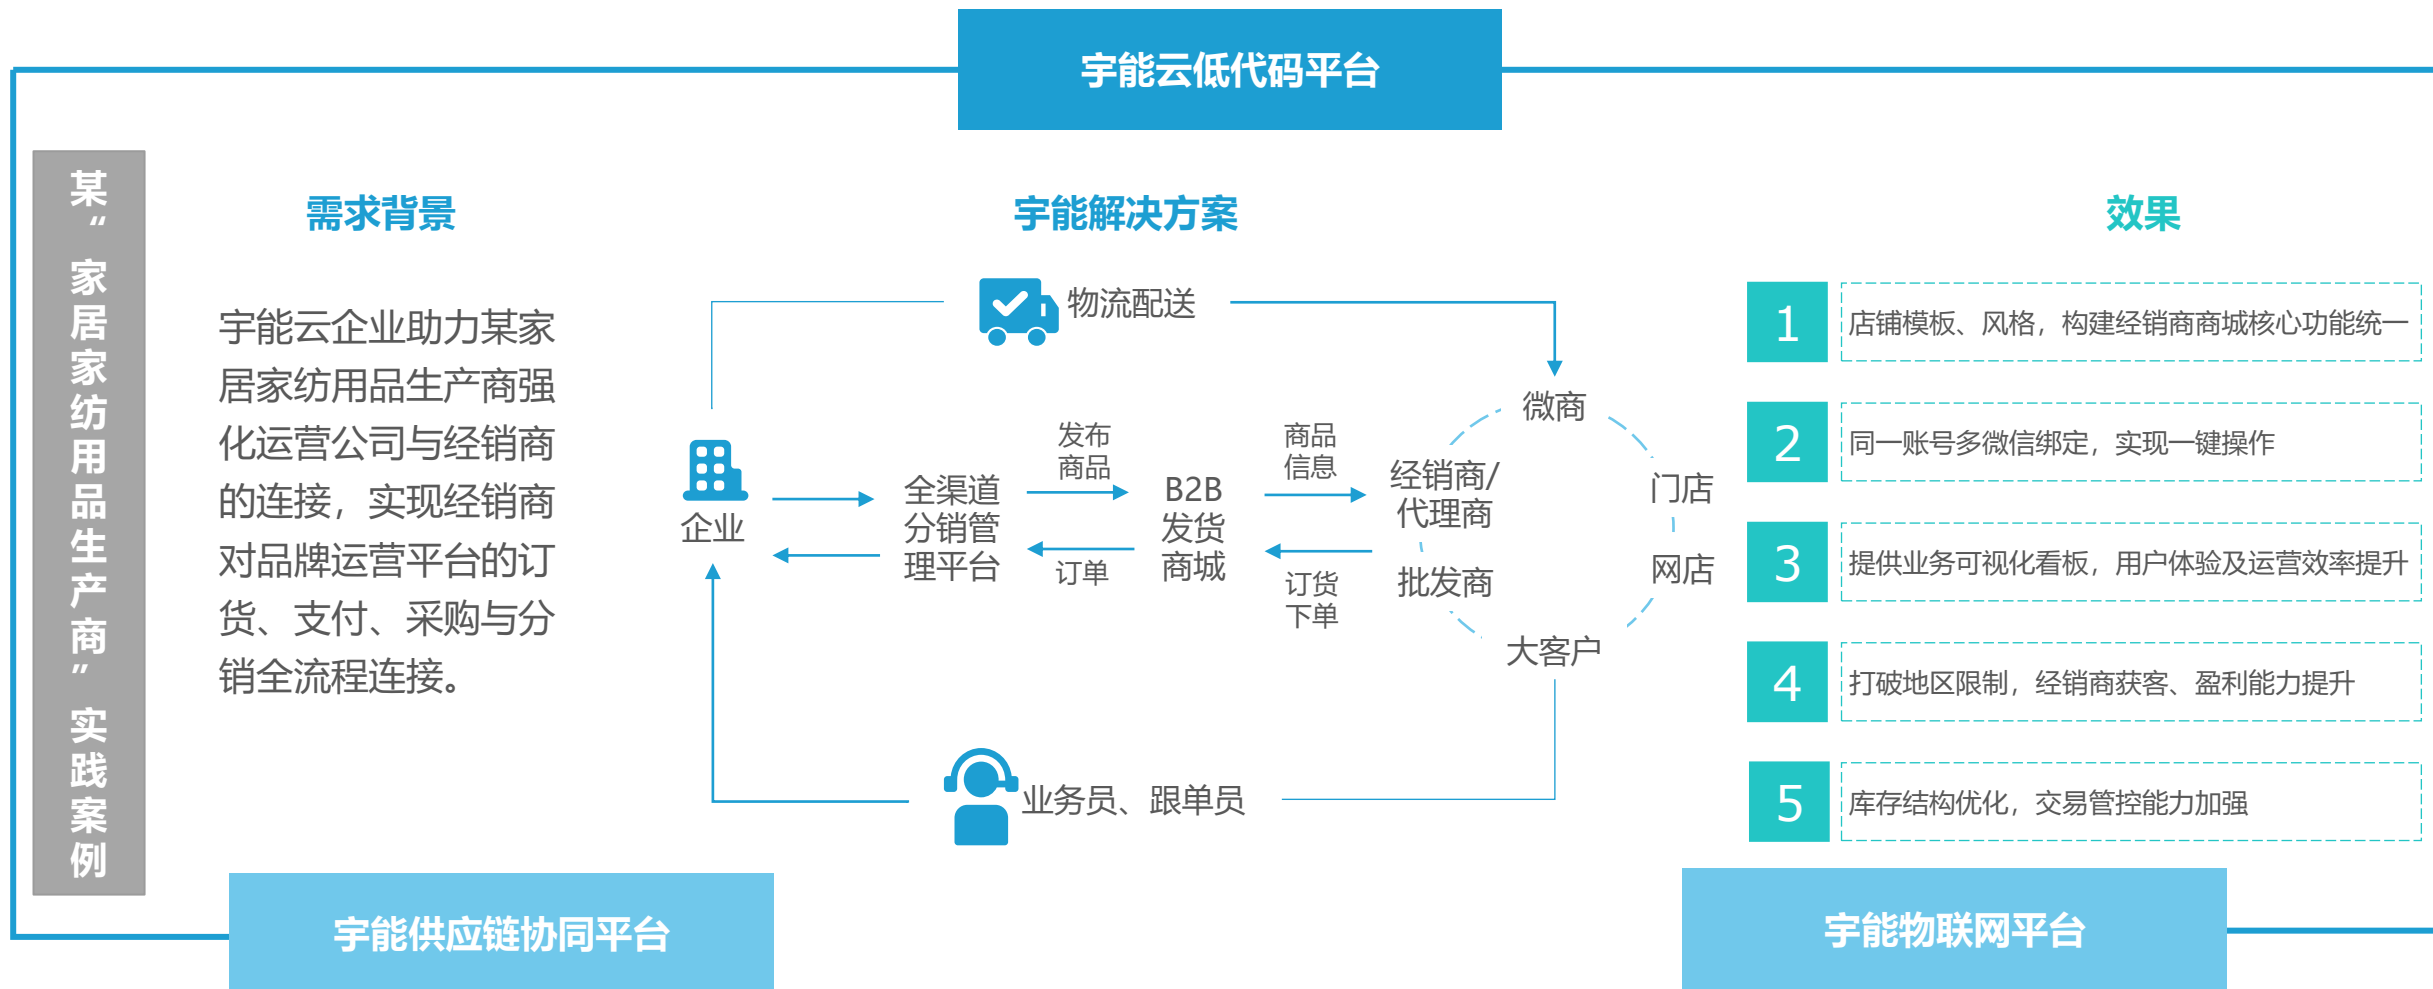 宇能云低代码平台
某“家居家纺用品生产商”实践案例
需求背景
宇能云企业助力某家
居家纺用品生产商强
化运营公司与经销商
的连接，实现经销商
对品牌运营平台的订
货、支付、采购与分
销全流程连接。
宇能解决方案
物流配送
企业
全渠道
分销管
理平台
发布
商品
订单
B2B
发货
商城
商品
信息
订货
下单
经销商/
代理商
批发商
微商
门店
网店
大客户
业务员、跟单员
效果
1
店铺模板、风格，构建经销商商城核心功能统一
2
同一账号多微信绑定，实现一键操作
3
提供业务可视化看板，用户体验及运营效率提升
4
打破地区限制，经销商获客、盈利能力提升
5
库存结构优化，交易管控能力加强
宇能供应链协同平台
宇能物联网平台